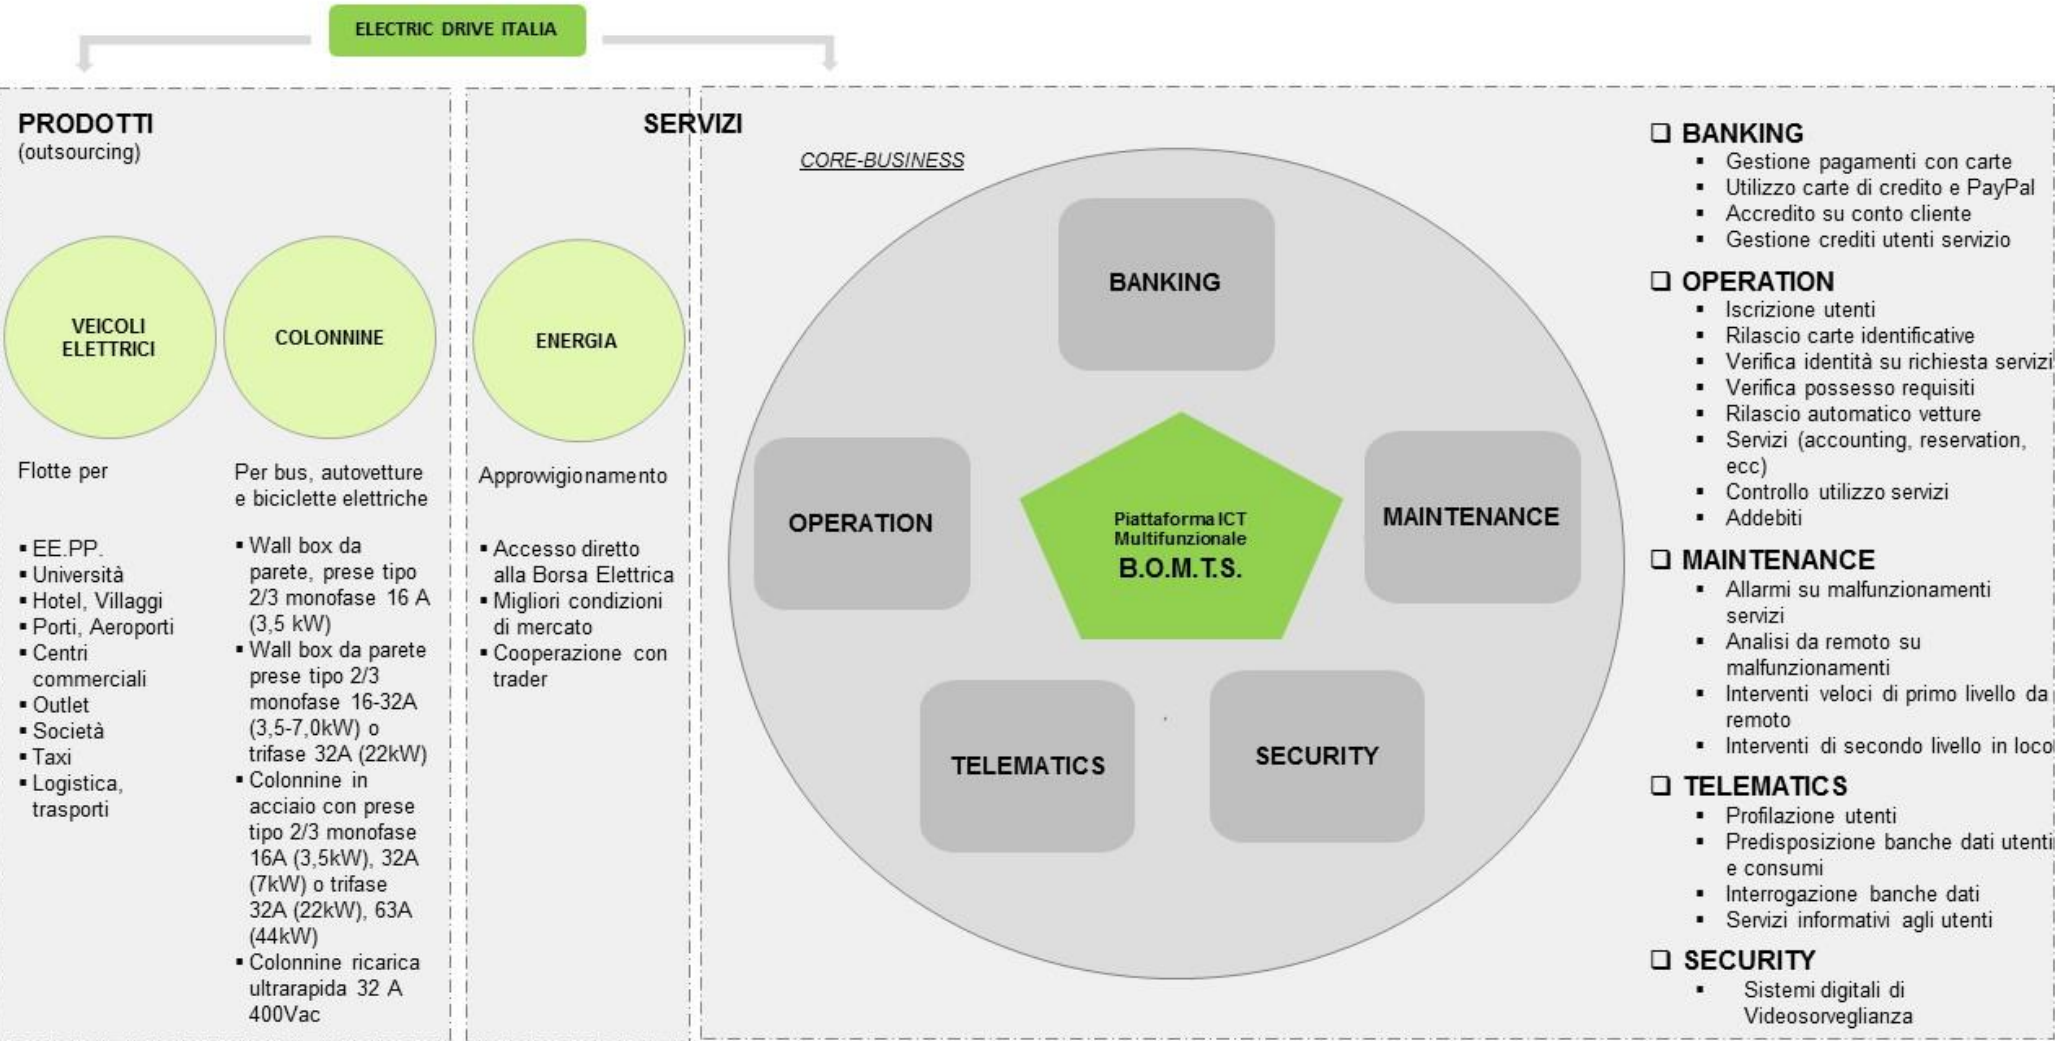 ELECTRIC DRIVE ITALIA
PRODOTTI
(outsourcing)
VEICOLI
ELETTRICI
Flotte per
▪ EE.PP.
▪ Università
▪ Hotel, Villaggi
▪ Porti, Aeroporti
▪ Centri
commerciali
▪ Outlet
▪ Società
▪ Taxi
▪ Logistica,
trasporti
COLONNINE
Per bus, autovetture
e biciclette elettriche
▪ Wall box da
parete, prese tipo
2/3 monofase 16 A
(3,5 kW)
▪ Wall box da parete
prese tipo 2/3
monofase 16-32A
(3,5-7,0kW) o
trifase 32A (22kW)
▪ Colonnine in
acciaio con prese
tipo 2/3 monofase
16A (3,5kW), 32A
(7kW) o trifase
32A (22kW), 63A
(44kW)
▪ Colonnine ricarica
ultrarapida 32 A
400Vac
SERVIZI
ENERGIA
Approvvigionamento
▪ Accesso diretto
alla Borsa Elettrica
▪ Migliori condizioni
di mercato
▪ Cooperazione con
trader
CORE-BUSINESS
BANKING
OPERATION
MAINTENANCE
Piattaforma ICT
Multifunzionale
B.O.M.T.S.
TELEMATICS
SECURITY
❑ BANKING
▪ Gestione pagamenti con carte
▪ Utilizzo carte di credito e PayPal
▪ Accredito su conto cliente
▪ Gestione crediti utenti servizio
❑ OPERATION
▪ Iscrizione utenti
▪ Rilascio carte identificative
▪ Verifica identità su richiesta servizi
▪ Verifica possesso requisiti
▪ Rilascio automatico vetture
▪ Servizi (accounting, reservation,
ecc)
▪ Controllo utilizzo servizi
▪ Addebiti
❑ MAINTENANCE
▪ Allarmi su malfunzionamenti
servizi
▪ Analisi da remoto su
malfunzionamenti
▪ Interventi veloci di primo livello da
remoto
▪ Interventi di secondo livello in loco
❑ TELEMATICS
▪ Profilazione utenti
▪ Predisposizione banche dati utenti
e consumi
▪ Interrogazione banche dati
▪ Servizi informativi agli utenti
❑ SECURITY
▪ Sistemi digitali di
Videosorveglianza